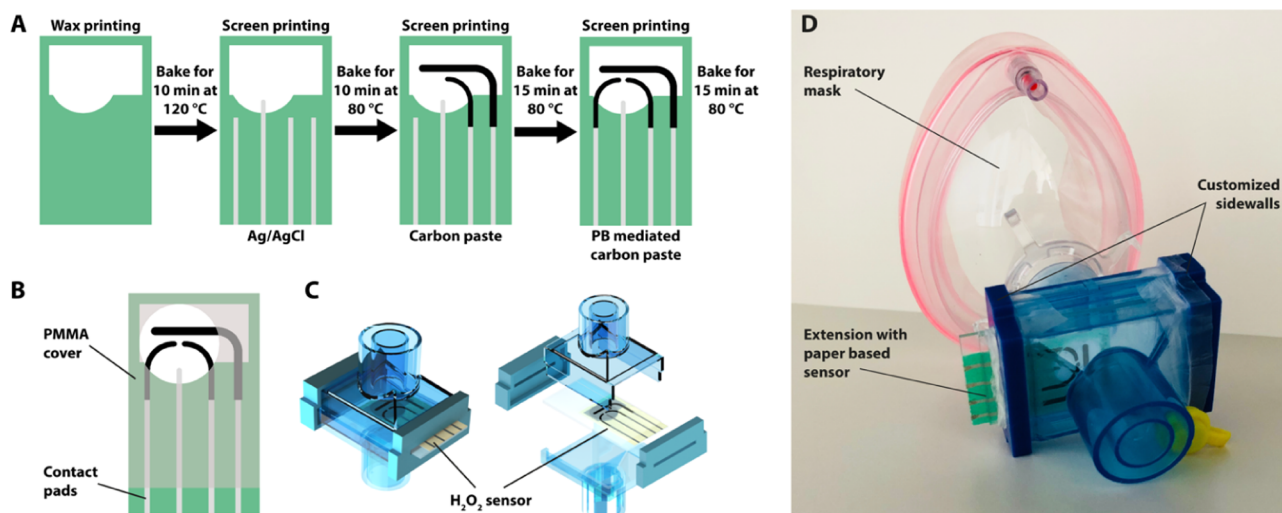 A
Wax printing
Bake for
10 min at
120 °C
Screen printing
Ag/AgCl
Bake for
10 min at
80 °C
Screen printing
Carbon paste
Bake for
15 min at
80 °C
Screen printing
PB mediated
carbon paste
Bake for
15 min at
80 °C
B
PMMA
cover
Contact
pads
C
H₂O₂ sensor
D
Respiratory
mask
Customized
sidewalls
Extension with
paper based
sensor